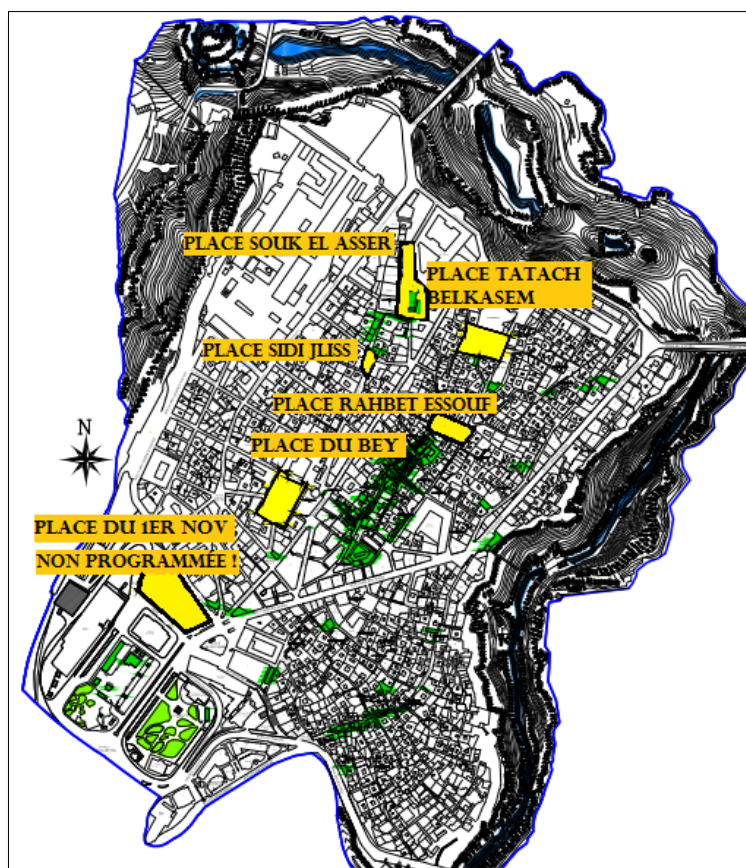 PLACE SOUK EL ASSER
PLACE TATACH
BELKASEM
PLACE SIDI JLISS
PLACE RAHBET ESSOUF
PLACE DU BEY
N
PLACE DU 1ER NOV
NON PROGRAMMÉE !